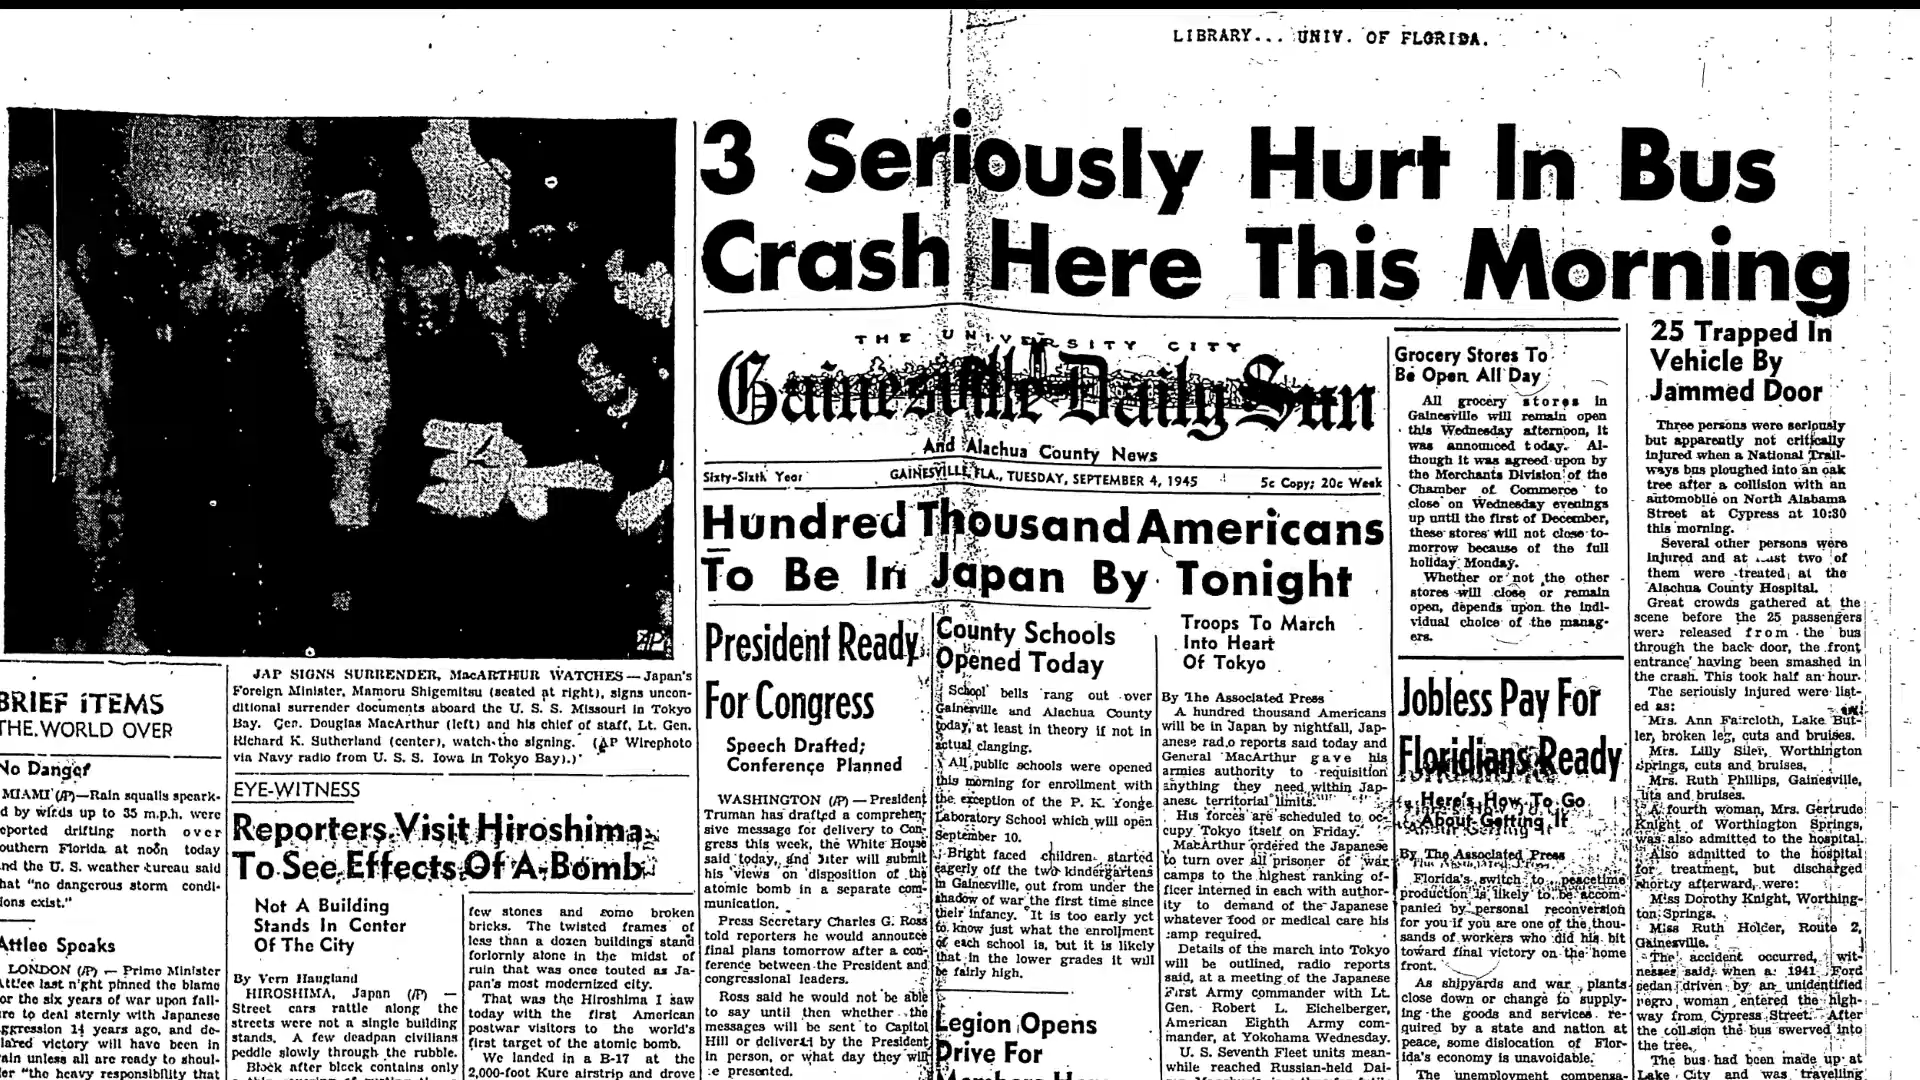 LIBRARY... UNIV. OF FLORIDA.
3 Seriously Hurt In Bus
Crash Here This Morning
THE UNIVERSITY CITY
Gainesville Daily Sun
And Alachua County News
Sixty-Sixth Year
GAINESVILLE, FLA., TUESDAY, SEPTEMBER 4, 1945
5c Copy; 20c Week
JAP SIGNS SURRENDER, MacARTHUR WATCHES—Japan's
Foreign Minister, Mamoru Shigemitsu (seated at right), signs uncon-
ditional surrender documents aboard the U. S. S. Missouri in Tokyo
Bay. Gen. Douglas MacArthur (left) and his chief of staff, Lt. Gen.
Richard K. Sutherland (center), watch the signing. (AP Wirephoto
via Navy radio from U. S. S. Iowa in Tokyo Bay).)
BRIEF ITEMS
THE WORLD OVER
No Danger
MIAMI (AP)—Rain squalls spark-
d by winds up to 35 m.p.h. were
eported drifting north over
outhern Florida at noon today
nd the U. S. weather bureau said
hat "no dangerous storm condi-
ions exist."
Attlee Speaks
LONDON (AP) — Prime Minister
Attlee last night pinned the blame
or the six years of war upon fail-
re to deal sternly with Japanese
ggression 14 years ago, and de-
lared victory will have been in
ain unless all are ready to shoul-
er "the heavy responsibility that
EYE-WITNESS
Reporters Visit Hiroshima
To See Effects Of A-Bomb
Not A Building
Stands In Center
Of The City
By Vern Haugland
HIROSHIMA, Japan (AP) —
Street cars rattle along the
streets were not a single building
stands. A few deadpan civilians
peddle slowly through the rubble.
Block after block contains only
few stones and some broken
bricks. The twisted frames of
less than a dozen buildings stand
forlornly alone in the midst of
ruin that was once touted as Ja-
pan's most modernized city.
That was the Hiroshima I saw
today with the first American
postwar visitors to the world's
first target of the atomic bomb.
We landed in a B-17 at the
2,000-foot Kure airstrip and drove
Hundred Thousand Americans
To Be In Japan By Tonight
President Ready
For Congress
Speech Drafted;
Conference Planned
WASHINGTON (AP) — President
Truman has drafted a comprehen-
sive message for delivery to Con-
gress this week, the White House
said today, and later will submit
his views on disposition of the
atomic bomb in a separate com-
munication.
Press Secretary Charles G. Ross
told reporters he would announce
final plans tomorrow after a con-
ference between the President and
congressional leaders.
Ross said he would not be able
to say until then whether the
messages will be sent to Capitol
Hill or delivered by the President
in person, or what day they will
be presented.
County Schools
Opened Today
School bells rang out over
Gainesville and Alachua County
today, at least in theory if not in
actual clanging.
All public schools were opened
this morning for enrollment with
the exception of the P. K. Yonge
Laboratory School which will open
September 10.
Bright faced children started
eagerly off the two kindergartens
in Gainesville, out from under the
shadow of war the first time since
their infancy. It is too early yet
to know just what the enrollment
of each school is, but it is likely
that in the lower grades it will
be fairly high.
Legion Opens
Drive For
Troops To March
Into Heart
Of Tokyo
By The Associated Press
A hundred thousand Americans
will be in Japan by nightfall, Jap-
anese radio reports said today and
General MacArthur gave his
armies authority to requisition
anything they need within Jap-
anese territorial limits.
His forces are scheduled to oc-
cupy Tokyo itself on Friday.
MacArthur ordered the Japanese
to turn over all prisoner of war
camps to the highest ranking of-
ficer interned in each with author-
ity to demand of the Japanese
whatever food or medical care his
camp required.
Details of the march into Tokyo
will be outlined, radio reports
said, at a meeting of the Japanese
First Army commander with Lt.
Gen. Robert L. Eichelberger,
American Eighth Army com-
mander, at Yokohama Wednesday.
U. S. Seventh Fleet units mean-
while reached Russian-held Dai-
Grocery Stores To
Be Open All Day
All grocery stores in
Gainesville will remain open
this Wednesday afternoon, it
was announced today. Al-
though it was agreed upon by
the Merchants Division of the
Chamber of Commerce to
close on Wednesday evenings
up until the first of December,
these stores will not close to-
morrow because of the full
holiday Monday.
Whether or not the other
stores will close or remain
open, depends upon the indi-
vidual choice of the manag-
ers.
Jobless Pay For
Floridians Ready
Here's How To Go
About Getting It
By The Associated Press
Florida's switch to peacetime
production is likely to be accom-
panied by personal reconversion
for you if you are one of the thou-
sands of workers who did his bit
toward final victory on the home
front.
As shipyards and war plants
close down or change to supply-
ing the goods and services re-
quired by a state and nation at
peace, some dislocation of Flor-
ida's economy is unavoidable.
The unemployment compensa-
25 Trapped In
Vehicle By
Jammed Door
Three persons were seriously
but apparently not critically
injured when a National Trail-
ways bus ploughed into an oak
tree after a collision with an
automobile on North Alabama
Street at Cypress at 10:30
this morning.
Several other persons were
injured and at least two of
them were treated at the
Alachua County Hospital.
Great crowds gathered at the
scene before the 25 passengers
were released from the bus
through the back door, the front
entrance having been smashed in
the crash. This took half an hour.
The seriously injured were list-
ed as:
Mrs. Ann Faircloth, Lake But-
ler, broken leg, cuts and bruises.
Mrs. Lilly Siler, Worthington
Springs, cuts and bruises.
Mrs. Ruth Phillips, Gainesville,
cuts and bruises.
A fourth woman, Mrs. Gertrude
Knight of Worthington Springs,
was also admitted to the hospital.
Also admitted to the hospital
for treatment, but discharged
shortly afterward, were:
Miss Dorothy Knight, Worthing-
ton Springs.
Miss Ruth Holder, Route 2,
Gainesville.
The accident occurred, wit-
nesses said, when a 1941 Ford
sedan driven by an unidentified
negro woman entered the high-
way from Cypress Street. After
the collision the bus swerved into
the tree.
The bus had been made up at
Lake City and was travelling